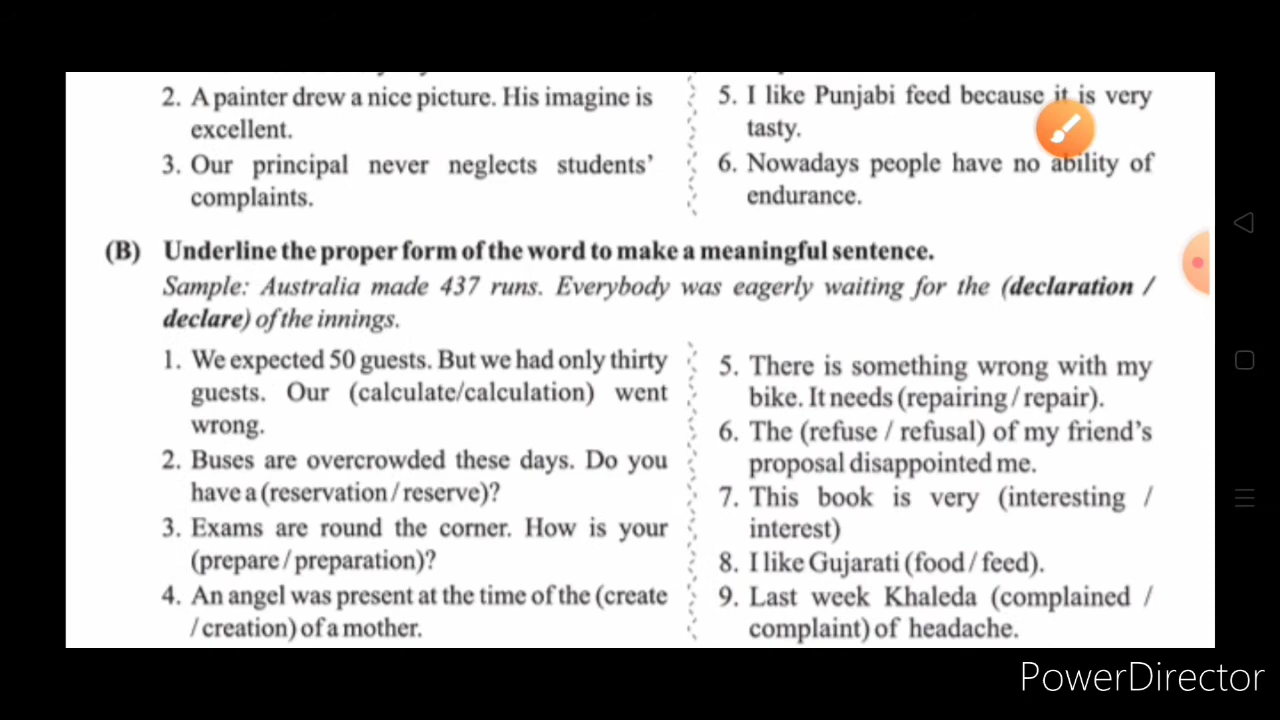 2. A painter drew a nice picture. His imagine is
excellent.
3. Our principal never neglects students'
complaints.
5. I like Punjabi feed because it is very
tasty.
6. Nowadays people have no ability of
endurance.
(B) Underline the proper form of the word to make a meaningful sentence.
Sample: Australia made 437 runs. Everybody was eagerly waiting for the (declaration /
declare) of the innings.
1. We expected 50 guests. But we had only thirty
guests. Our (calculate/calculation) went
wrong.
2. Buses are overcrowded these days. Do you
have a (reservation / reserve)?
3. Exams are round the corner. How is your
(prepare / preparation)?
4. An angel was present at the time of the (create
/ creation) of a mother.
5. There is something wrong with my
bike. It needs (repairing / repair).
6. The (refuse / refusal) of my friend's
proposal disappointed me.
7. This book is very (interesting /
interest)
8. I like Gujarati (food / feed).
9. Last week Khaleda (complained /
complaint) of headache.
PowerDirector